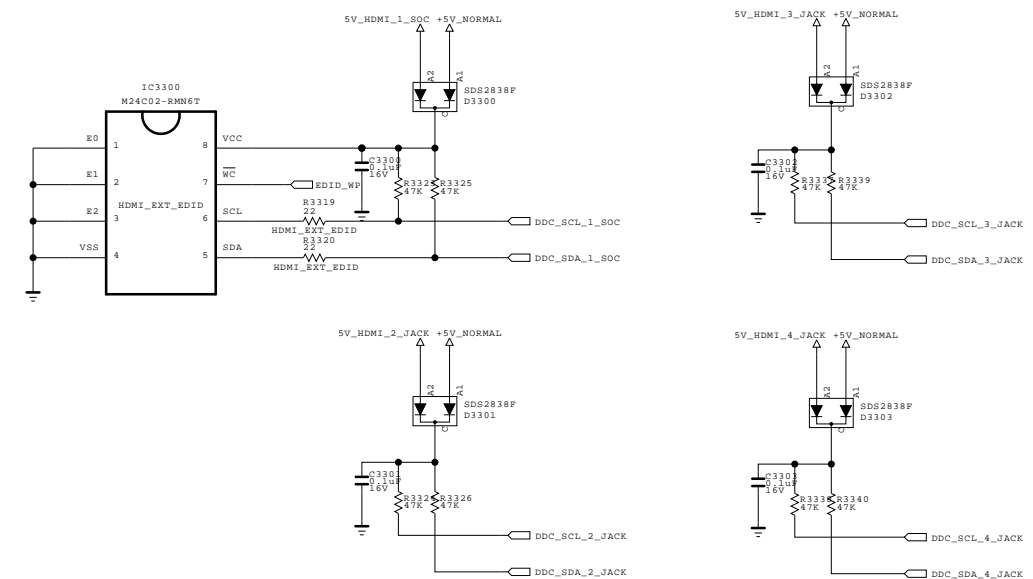 5V_HDMI_1_SOC +5V_NORMAL
A2
A1
SDS2838F
D3300
C
IC3300
M24C02-RMN6T
HDMI_EXT_EDID
E0
1
E1
2
E2
3
VSS
4
VCC
8
WC
7
SCL
6
SDA
5
EDID_WP
C3300
0.1uF
16V
47K
R3325
47K
R3319
22
HDMI_EXT_EDID
R3320
22
HDMI_EXT_EDID
DDC_SCL_1_SOC
DDC_SDA_1_SOC
5V_HDMI_3_JACK +5V_NORMAL
A2
A1
SDS2838F
D3302
C
C3302
0.1uF
16V
47K
R3339
47K
DDC_SCL_3_JACK
DDC_SDA_3_JACK
5V_HDMI_2_JACK +5V_NORMAL
A2
A1
SDS2838F
D3301
C
C3301
0.1uF
16V
47K
R3326
47K
DDC_SCL_2_JACK
DDC_SDA_2_JACK
5V_HDMI_4_JACK +5V_NORMAL
A2
A1
SDS2838F
D3303
C
C3303
0.1uF
16V
47K
R3340
47K
DDC_SCL_4_JACK
DDC_SDA_4_JACK